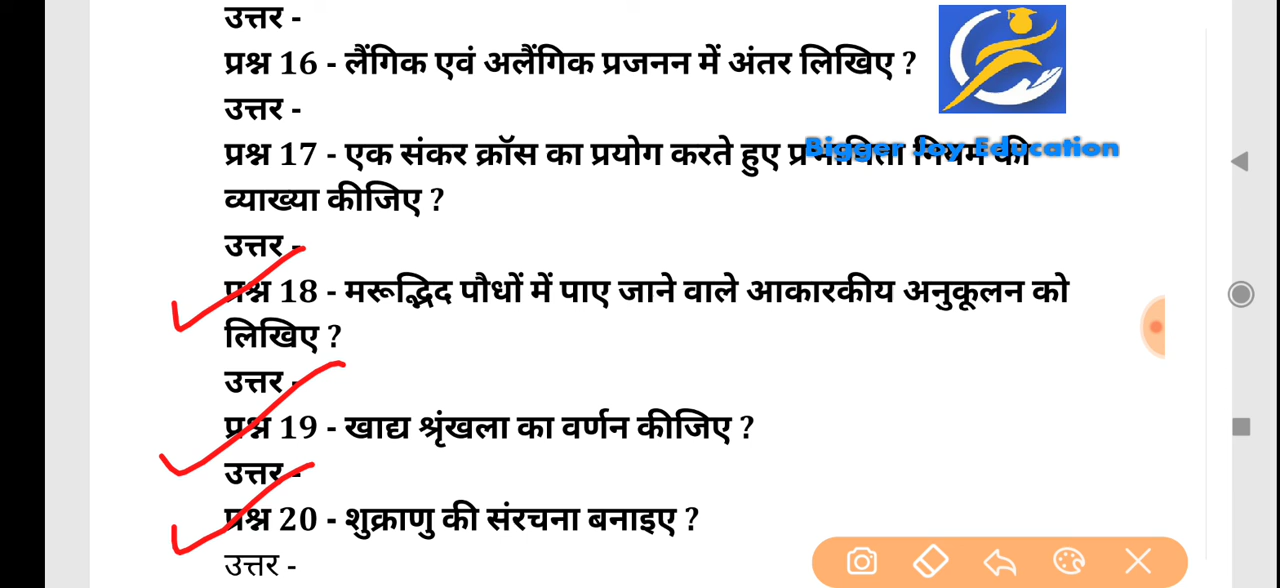 उत्तर -
प्रश्न 16 - लैंगिक एवं अलैंगिक प्रजनन में अंतर लिखिए ?
उत्तर -
प्रश्न 17 - एक संकर क्रॉस का प्रयोग करते हुए प्रभाविता नियम की
Bigger Joy Education
व्याख्या कीजिए ?
उत्तर -
प्रश्न 18 - मरूद्भिद पौधों में पाए जाने वाले आकारकीय अनुकूलन को
लिखिए ?
उत्तर -
प्रश्न 19 - खाद्य श्रृंखला का वर्णन कीजिए ?
उत्तर -
प्रश्न 20 - शुक्राणु की संरचना बनाइए ?
उत्तर -